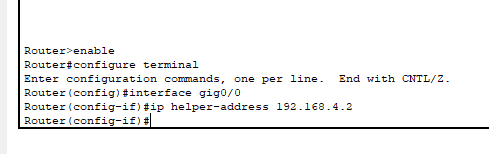 Router>enable
Router#configure terminal
Enter configuration commands, one per line.  End with CNTL/Z.
Router(config)#interface gig0/0
Router(config-if)#ip helper-address 192.168.4.2
Router(config-if)#